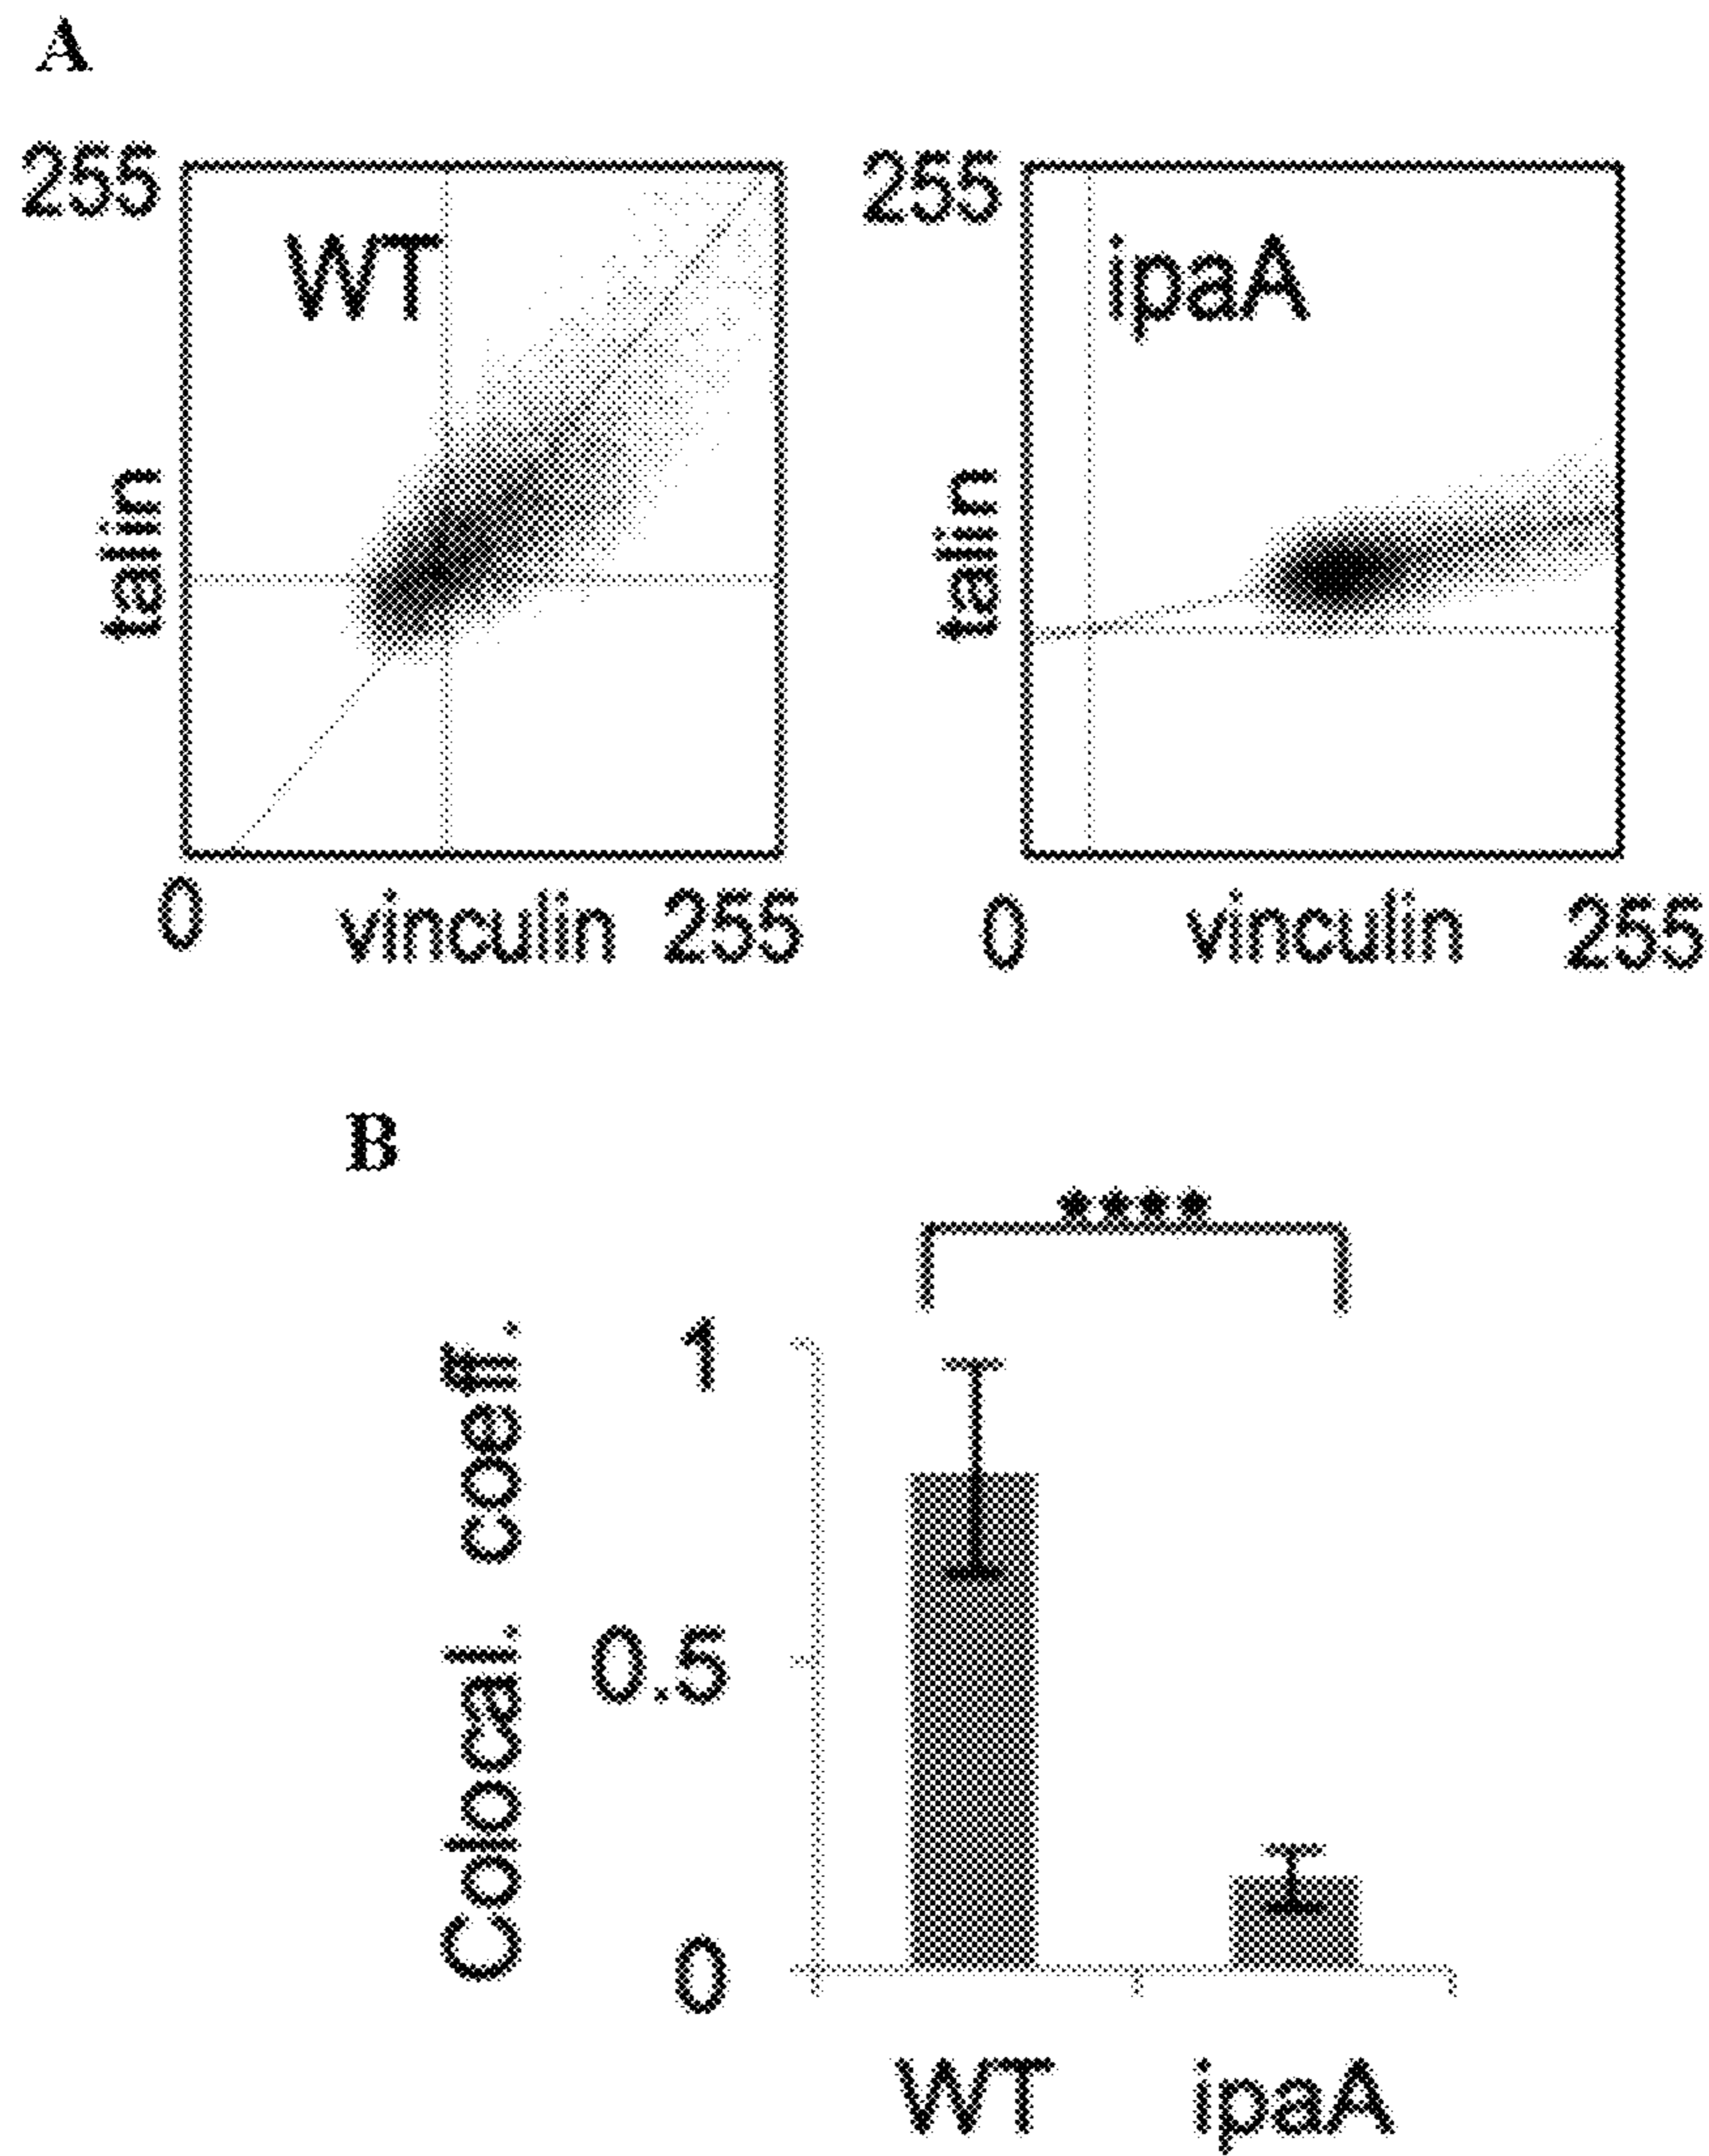 A
255 255
WT ipaA
talin talin
0 vinculin 255 0 vinculin 255
B
****
Colocal. coeff.
1
0.5
0
WT ipaA